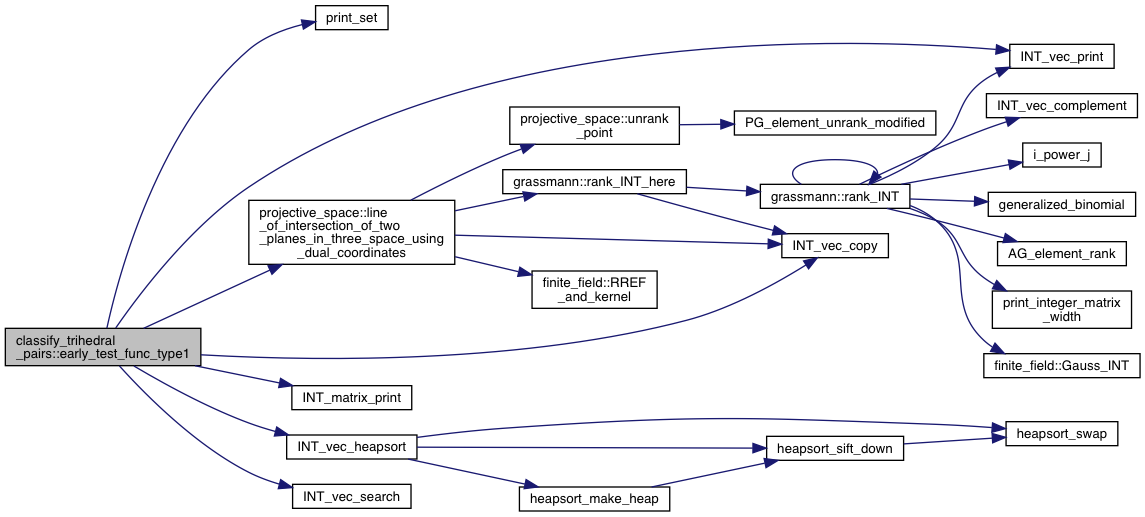 print_set
INT_vec_print
INT_vec_complement
projective_space::unrank
_point
PG_element_unrank_modified
i_power_j
grassmann::rank_INT_here
grassmann::rank_INT
generalized_binomial
projective_space::line
_of_intersection_of_two
_planes_in_three_space_using
_dual_coordinates
INT_vec_copy
AG_element_rank
finite_field::RREF
_and_kernel
print_integer_matrix
_width
classify_trihedral
_pairs::early_test_func_type1
finite_field::Gauss_INT
INT_matrix_print
INT_vec_heapsort
heapsort_sift_down
heapsort_swap
INT_vec_search
heapsort_make_heap